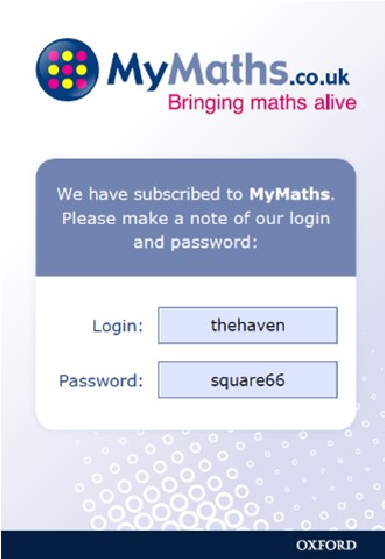 MyMaths.co.uk
Bringing maths alive
We have subscribed to MyMaths.
Please make a note of our login
and password:
Login: thehaven
Password: square66
OXFORD